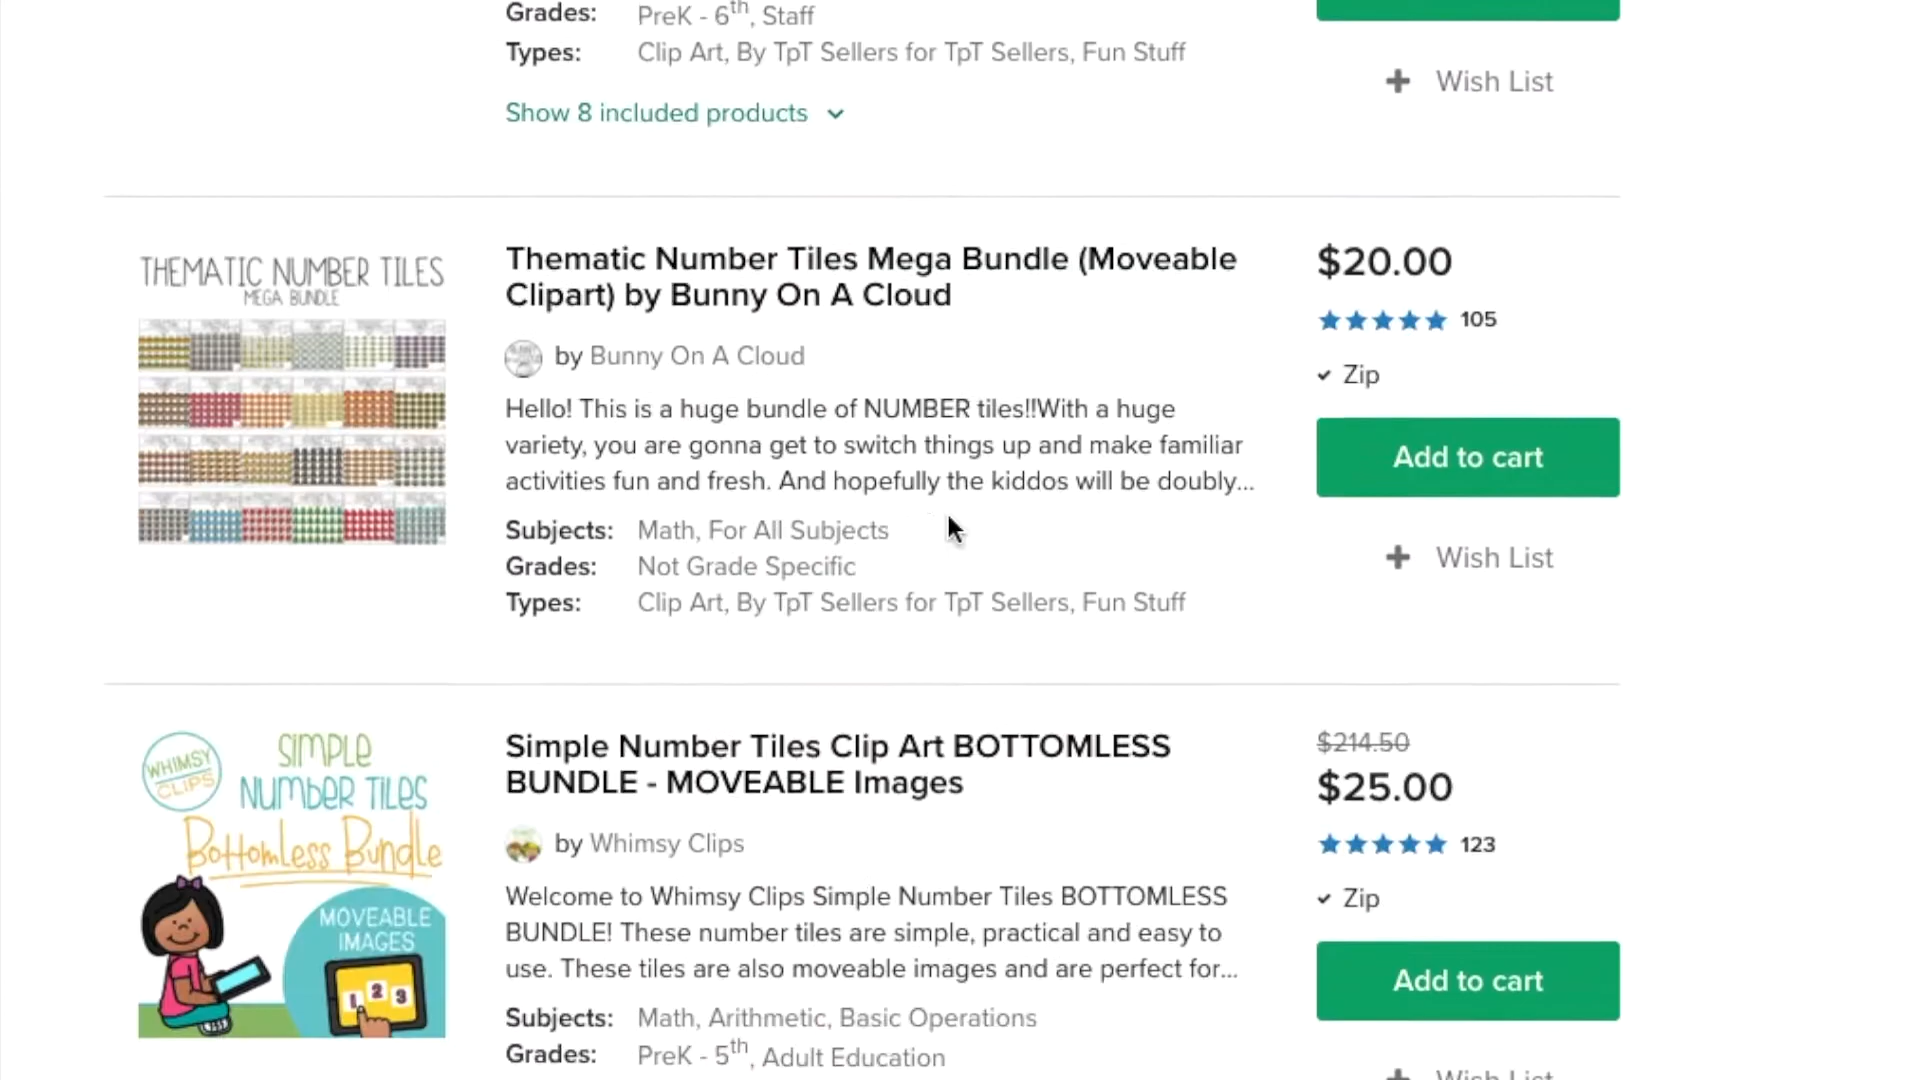 Grades: PreK - 6th, Staff
Types: Clip Art, By TpT Sellers for TpT Sellers, Fun Stuff
Wish List
Show 8 included products
THEMATIC NUMBER TILES
MEGA BUNDLE
Thematic Number Tiles Mega Bundle (Moveable
Clipart) by Bunny On A Cloud
by Bunny On A Cloud
Hello! This is a huge bundle of NUMBER tiles!!With a huge
variety, you are gonna get to switch things up and make familiar
activities fun and fresh. And hopefully the kiddos will be doubly...
Subjects: Math, For All Subjects
Grades: Not Grade Specific
Types: Clip Art, By TpT Sellers for TpT Sellers, Fun Stuff
$20.00
105
Zip
Add to cart
Wish List
WHIMSY
CLIPS
SIMPLE
NUMBER TILES
Bottomless Bundle
MOVEABLE
IMAGES
1 2 3
Simple Number Tiles Clip Art BOTTOMLESS
BUNDLE - MOVEABLE Images
by Whimsy Clips
Welcome to Whimsy Clips Simple Number Tiles BOTTOMLESS
BUNDLE! These number tiles are simple, practical and easy to
use. These tiles are also moveable images and are perfect for...
Subjects: Math, Arithmetic, Basic Operations
Grades: PreK - 5th, Adult Education
$214.50
$25.00
123
Zip
Add to cart
Wish List